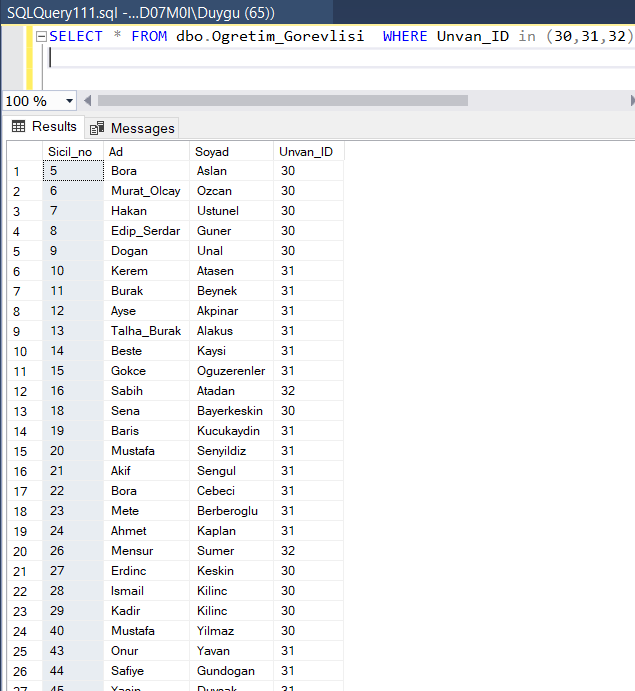 SQLQuery111.sql -...D07M0I\Duygu (65))
SELECT * FROM dbo.Ogretim_Gorevlisi  WHERE Unvan_ID in (30,31,32)
100 %
Results Messages
Sicil_no Ad Soyad Unvan_ID
1 5 Bora Aslan 30
2 6 Murat_Olcay Ozcan 30
3 7 Hakan Ustunel 30
4 8 Edip_Serdar Guner 30
5 9 Dogan Unal 30
6 10 Kerem Atasen 31
7 11 Burak Beynek 31
8 12 Ayse Akpinar 31
9 13 Talha_Burak Alakus 31
10 14 Beste Kaysi 31
11 15 Gokce Oguzerenler 31
12 16 Sabih Atadan 32
13 18 Sena Bayerkeskin 30
14 19 Baris Kucukaydin 31
15 20 Mustafa Senyildiz 31
16 21 Akif Sengul 31
17 22 Bora Cebeci 31
18 23 Mete Berberoglu 31
19 24 Ahmet Kaplan 31
20 26 Mensur Sumer 32
21 27 Erdinc Keskin 30
22 28 Ismail Kilinc 30
23 29 Kadir Kilinc 30
24 40 Mustafa Yilmaz 30
25 43 Onur Yavan 31
26 44 Safiye Gundogan 31
27 45 31